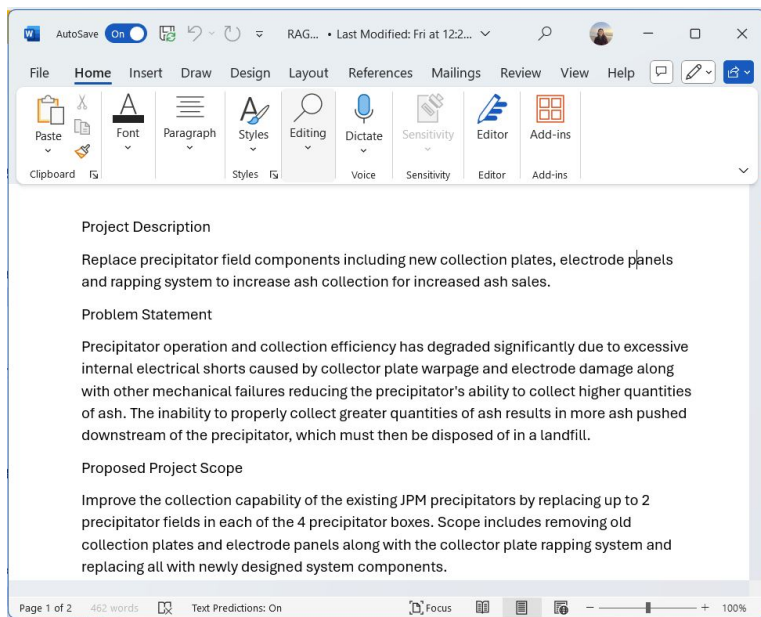 AutoSave On RAG... • Last Modified: Fri at 12:2...
File Home Insert Draw Design Layout References Mailings Review View Help
Paste Font Paragraph Styles Editing Dictate Sensitivity Editor Add-ins
Clipboard Styles Voice Sensitivity Editor Add-ins
Project Description
Replace precipitator field components including new collection plates, electrode panels
and rapping system to increase ash collection for increased ash sales.
Problem Statement
Precipitator operation and collection efficiency has degraded significantly due to excessive
internal electrical shorts caused by collector plate warpage and electrode damage along
with other mechanical failures reducing the precipitator's ability to collect higher quantities
of ash. The inability to properly collect greater quantities of ash results in more ash pushed
downstream of the precipitator, which must then be disposed of in a landfill.
Proposed Project Scope
Improve the collection capability of the existing JPM precipitators by replacing up to 2
precipitator fields in each of the 4 precipitator boxes. Scope includes removing old
collection plates and electrode panels along with the collector plate rapping system and
replacing all with newly designed system components.
Page 1 of 2 462 words Text Predictions: On Focus 100%